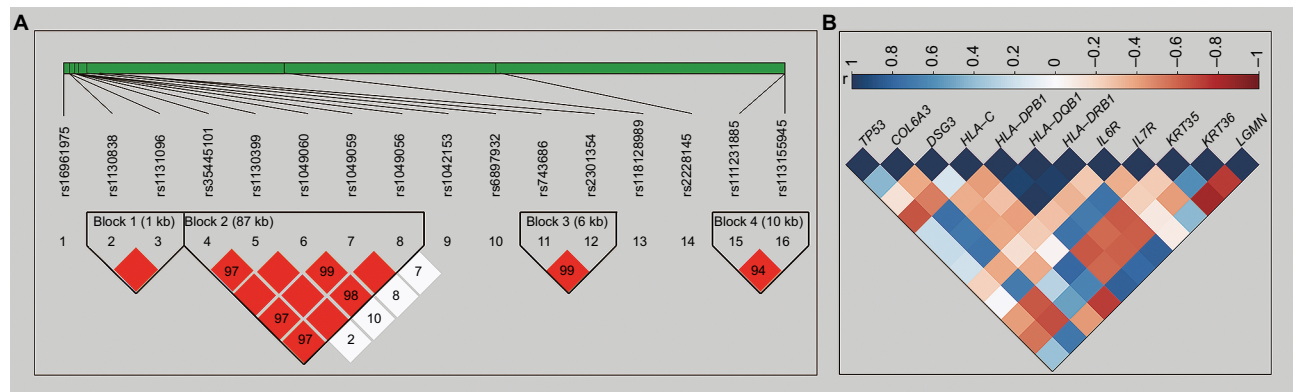 A
rs16961975
rs1130838
rs1131096
rs35445101
rs1130399
rs1049060
rs1049059
rs1049056
rs1042153
rs6897932
rs743686
rs2301354
rs118128989
rs2228145
rs111231885
rs113155945
Block 1 (1 kb) Block 2 (87 kb) Block 3 (6 kb) Block 4 (10 kb)
1 2 3 4 5 6 7 8 9 10 11 12 13 14 15 16
97 99 7 99 94
98 8
97 10
97 2
B
r
1 0.8 0.6 0.4 0.2 0 −0.2 −0.4 −0.6 −0.8 −1
TP53
COL6A3
DSG3
HLA−C
HLA−DPB1
HLA−DQB1
HLA−DRB1
IL6R
IL7R
KRT35
KRT36
LGMN